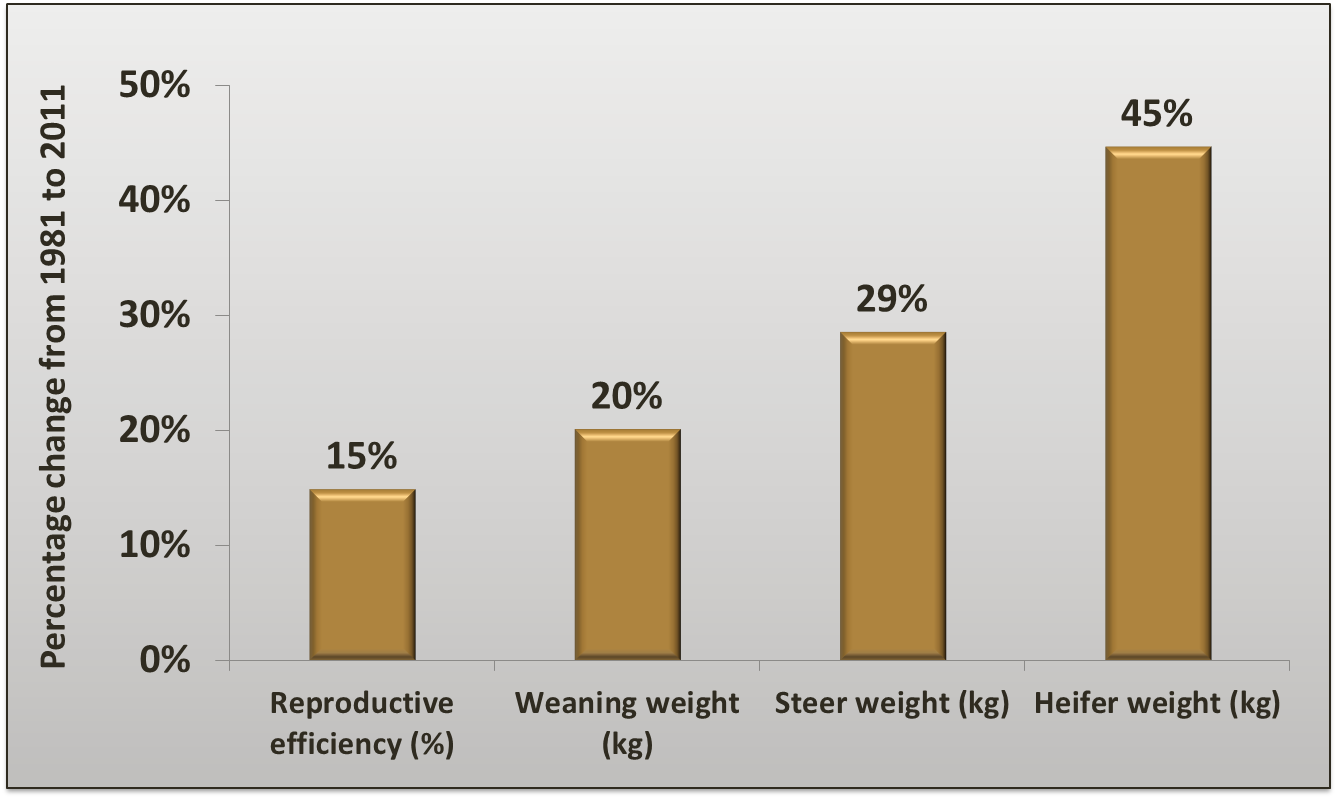 Percentage change from 1981 to 2011
50%
40%
30%
20%
10%
0%
15%
20%
29%
45%
Reproductive
efficiency (%)
Weaning weight
(kg)
Steer weight (kg)
Heifer weight (kg)